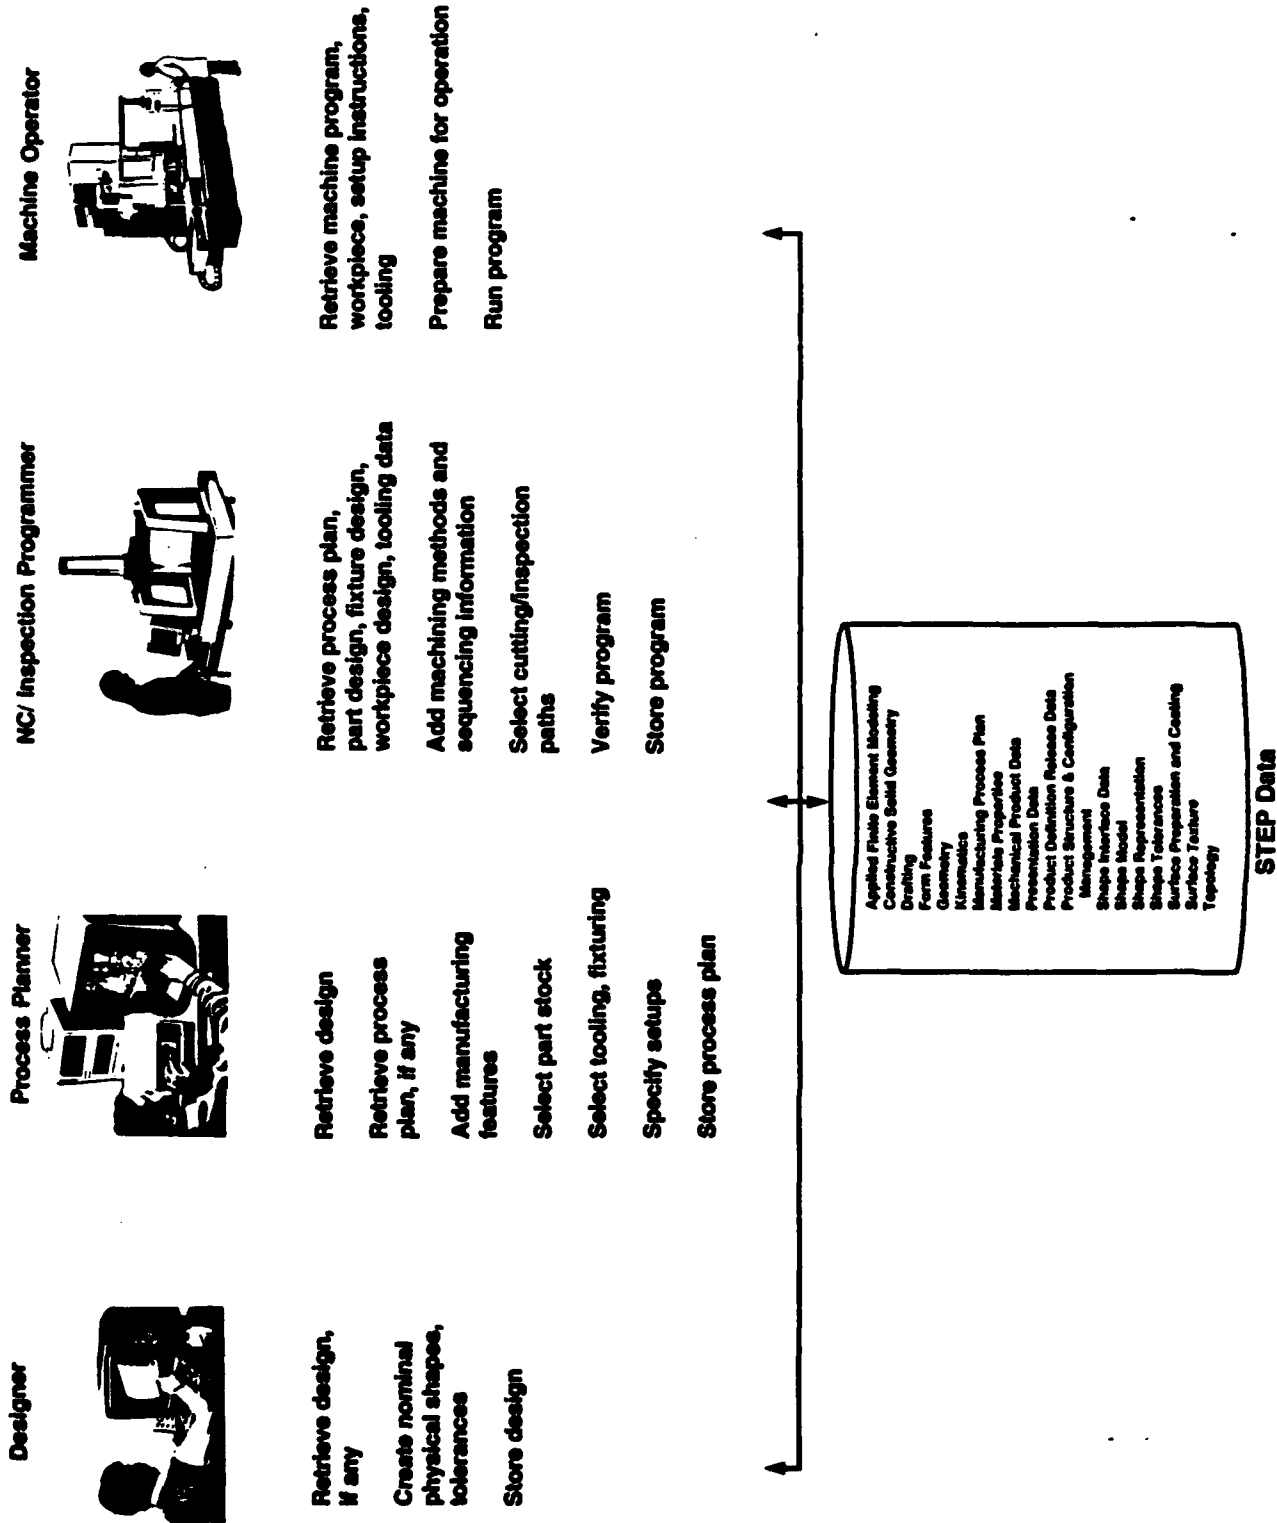 Designer
Retrieve design,
if any
Create nominal
physical shapes,
tolerances
Store design
Process Planner
Retrieve design
Retrieve process
plan, if any
Add manufacturing
features
Select part stock
Select tooling, fixturing
Specify setups
Store process plan
NC/ Inspection Programmer
Retrieve process plan,
part design, fixture design,
workpiece design, tooling data
Add machining methods and
sequencing information
Select cutting/inspection
paths
Verify program
Store program
Machine Operator
Retrieve machine program,
workpiece, setup instructions,
tooling
Prepare machine for operation
Run program
Applied Finite Element Modeling
Constructive Solid Geometry
Drafting
Form Features
Geometry
Kinematics
Manufacturing Process Plan
Materials Properties
Mechanical Product Data
Presentation Data
Product Definition Release Data
Product Structure & Configuration
Management
Shape Interface Data
Shape Model
Shape Representation
Shape Tolerances
Surface Preparation and Coating
Surface Texture
Topology
STEP Data